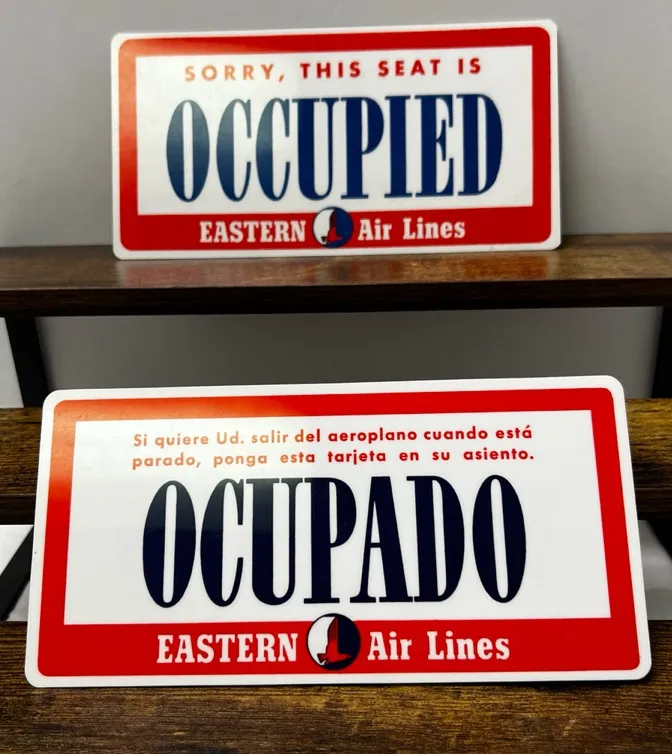 SORRY, THIS SEAT IS
OCCUPIED
EASTERN Air Lines
Si quiere Ud. salir del aeroplano cuando está
parado, ponga esta tarjeta en su asiento.
OCUPADO
EASTERN Air Lines